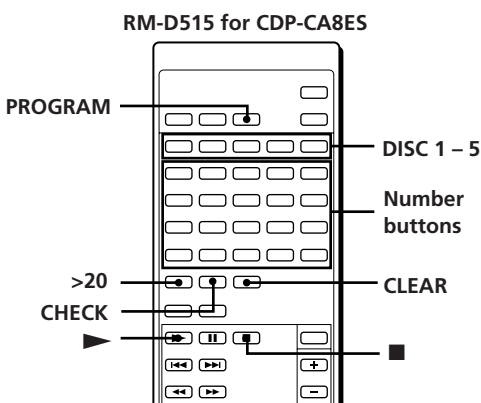 RM-D515 for CDP-CA8ES
PROGRAM
DISC 1 – 5
Number
buttons
>20
CLEAR
CHECK
+
–